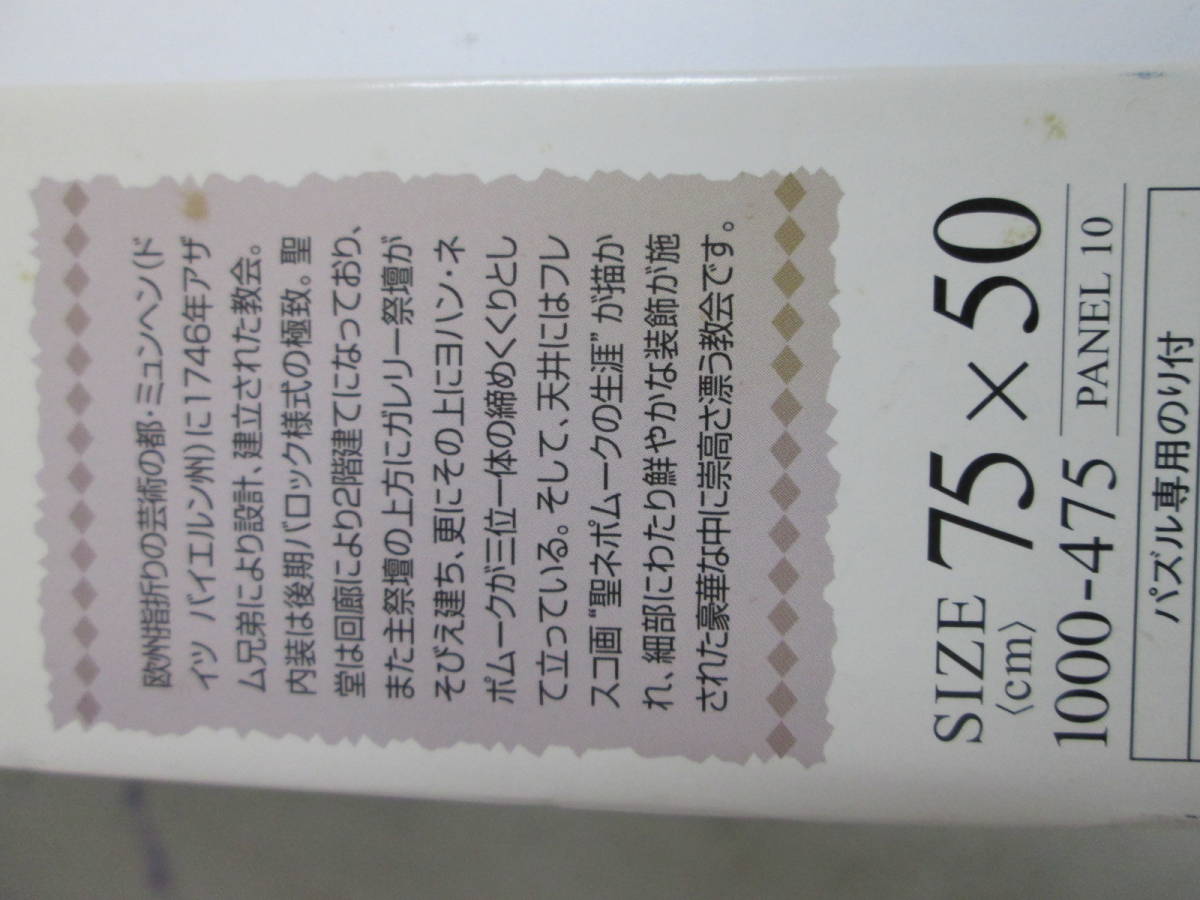 欧州指折りの芸術の都・ミュンヘン(ド
イツ バイエルン州)に1746年アザ
ム兄弟により設計、建立された教会。
内装は後期バロック様式の極致。聖
堂は回廊により2階建てになっており、
また主祭壇の上方にガレリー祭壇が
そびえ建ち、更にその上にヨハン・ネ
ポムークが三位一体の締めくくりとし
て立っている。そして、天井にはフレ
スコ画“聖ネポムークの生涯”が描か
れ、細部にわたり鮮やかな装飾が施
された豪華な中に崇高さ漂う教会です。
SIZE 75×50
〈cm〉
1000-475 PANEL 10
パズル専用のり付